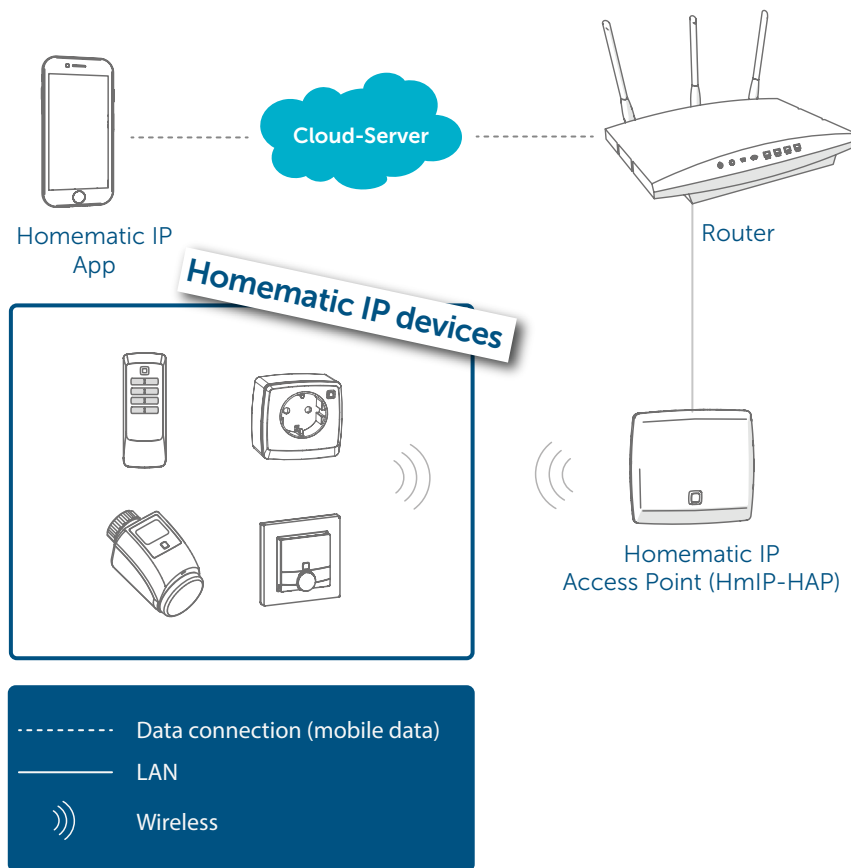 Cloud-Server
Homematic IP
App
Router
Homematic IP devices
Homematic IP
Access Point (HmIP-HAP)
Data connection (mobile data)
LAN
Wireless